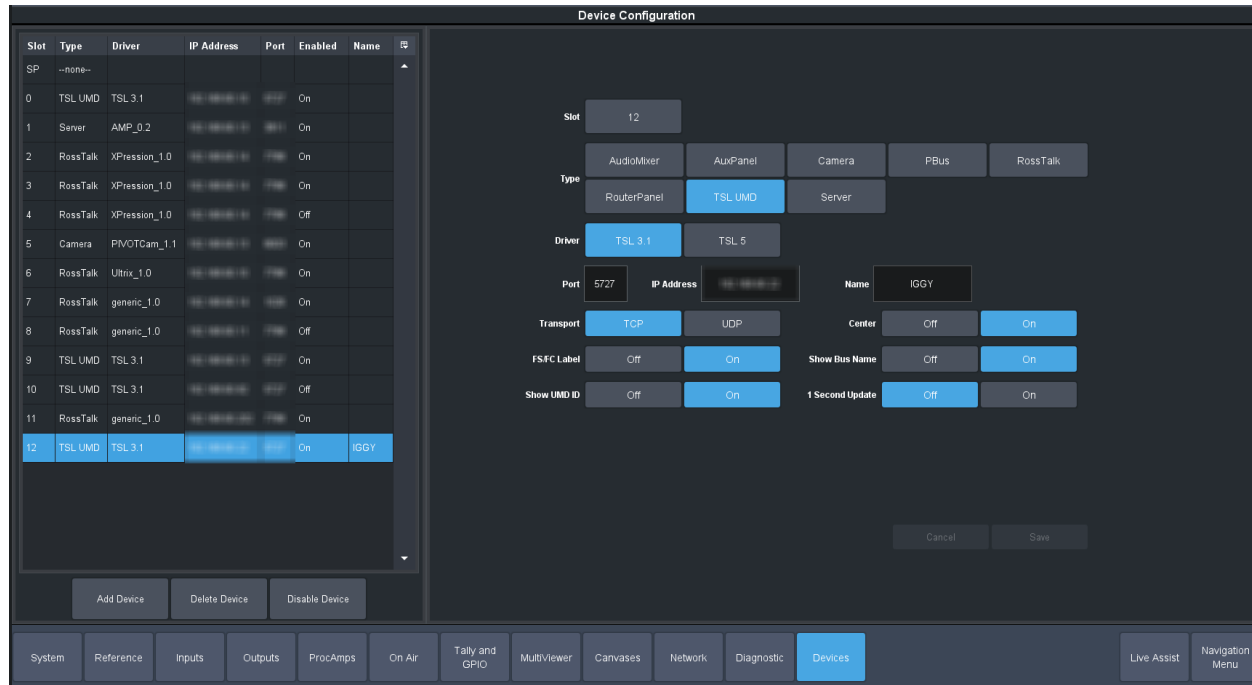 Device Configuration
Slot Type Driver IP Address Port Enabled Name
SP --none--
0 TSL UMD TSL 3.1 On
1 Server AMP_0.2 On
2 RossTalk XPression_1.0 On
3 RossTalk XPression_1.0 On
4 RossTalk XPression_1.0 Off
5 Camera PIVOTCam_1.1 On
6 RossTalk Ultrix_1.0 On
7 RossTalk generic_1.0 On
8 RossTalk generic_1.0 Off
9 TSL UMD TSL 3.1 On
10 TSL UMD TSL 3.1 Off
11 RossTalk generic_1.0 On
12 TSL UMD TSL 3.1 On IGGY
Add Device Delete Device Disable Device
Slot 12
Type AudioMixer AuxPanel Camera PBus RossTalk
RouterPanel TSL UMD Server
Driver TSL 3.1 TSL 5
Port 5727 IP Address Name IGGY
Transport TCP UDP Center Off On
FS/FC Label Off On Show Bus Name Off On
Show UMD ID Off On 1 Second Update Off On
Cancel Save
System Reference Inputs Outputs ProcAmps On Air Tally and GPIO MultiViewer Canvases Network Diagnostic Devices Live Assist Navigation Menu